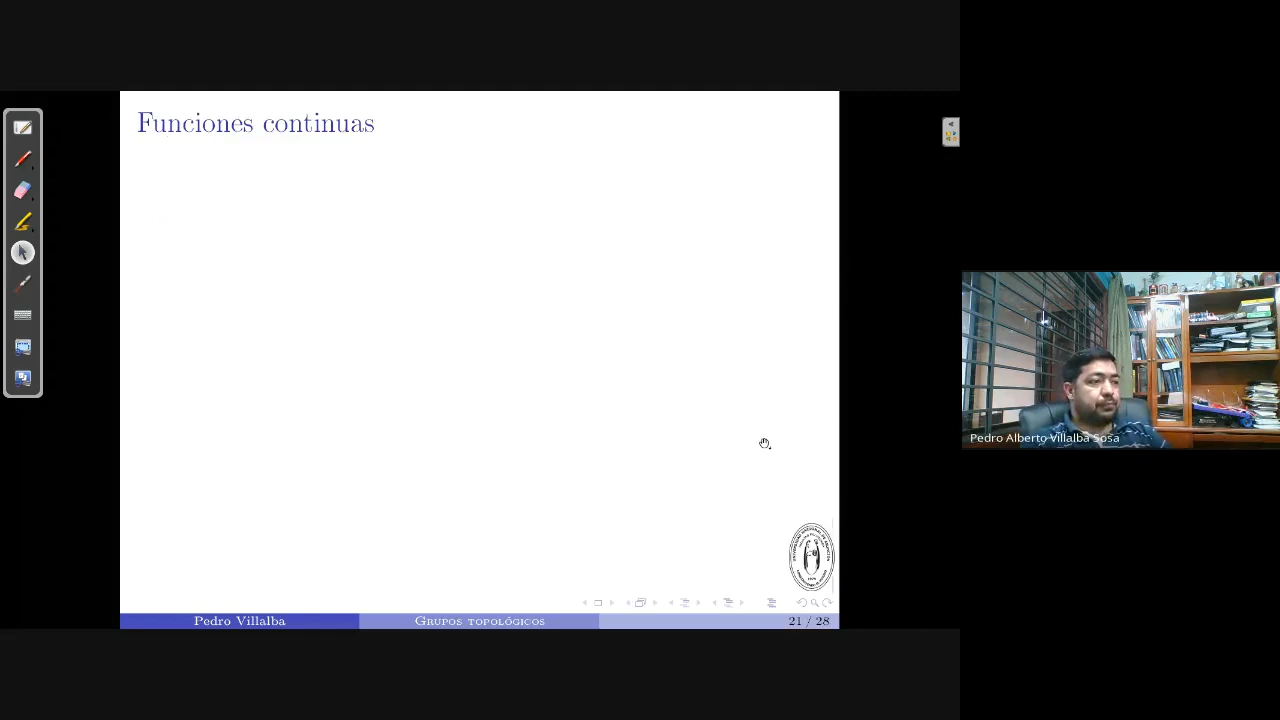 Funciones continuas
Pedro Alberto Villalba Sosa
Pedro Villalba
Grupos topológicos
21 / 28